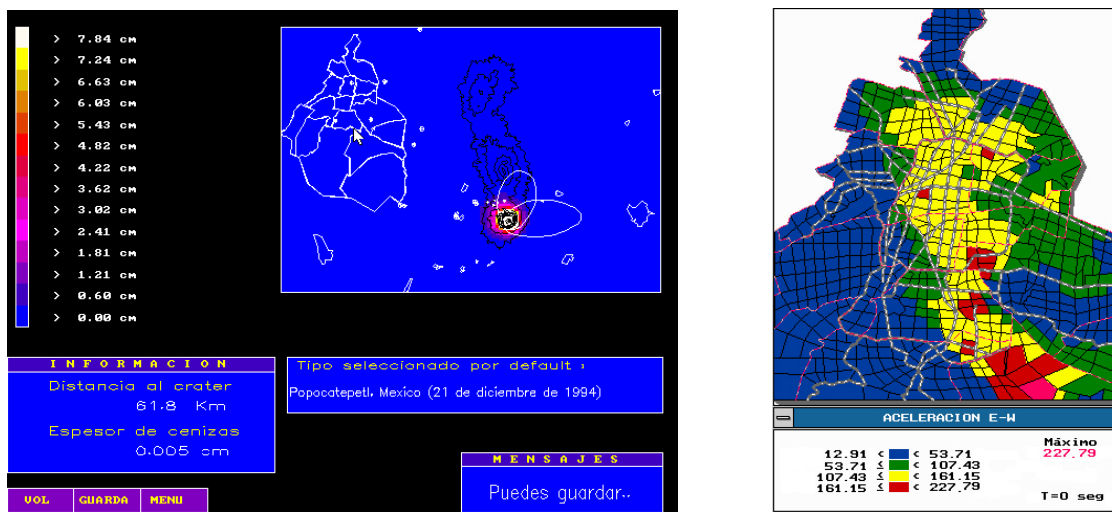 > 7.84 cm
> 7.24 cm
> 6.63 cm
> 6.03 cm
> 5.43 cm
> 4.82 cm
> 4.22 cm
> 3.62 cm
> 3.02 cm
> 2.41 cm
> 1.81 cm
> 1.21 cm
> 0.60 cm
> 0.00 cm
INFORMACION
Distancia al crater
61.8 Km
Espesor de cenizas
0.005 cm
Tipo seleccionado por default :
Popocatepetl, Mexico (21 de diciembre de 1994)
MENSAJES
Puedes guardar..
VOL GUARDA MENU
ACELERACION E-W
Máximo
227.79
12.91 ≤ < 53.71
53.71 ≤ < 107.43
107.43 ≤ < 161.15
161.15 ≤ < 227.79
T=0 seg